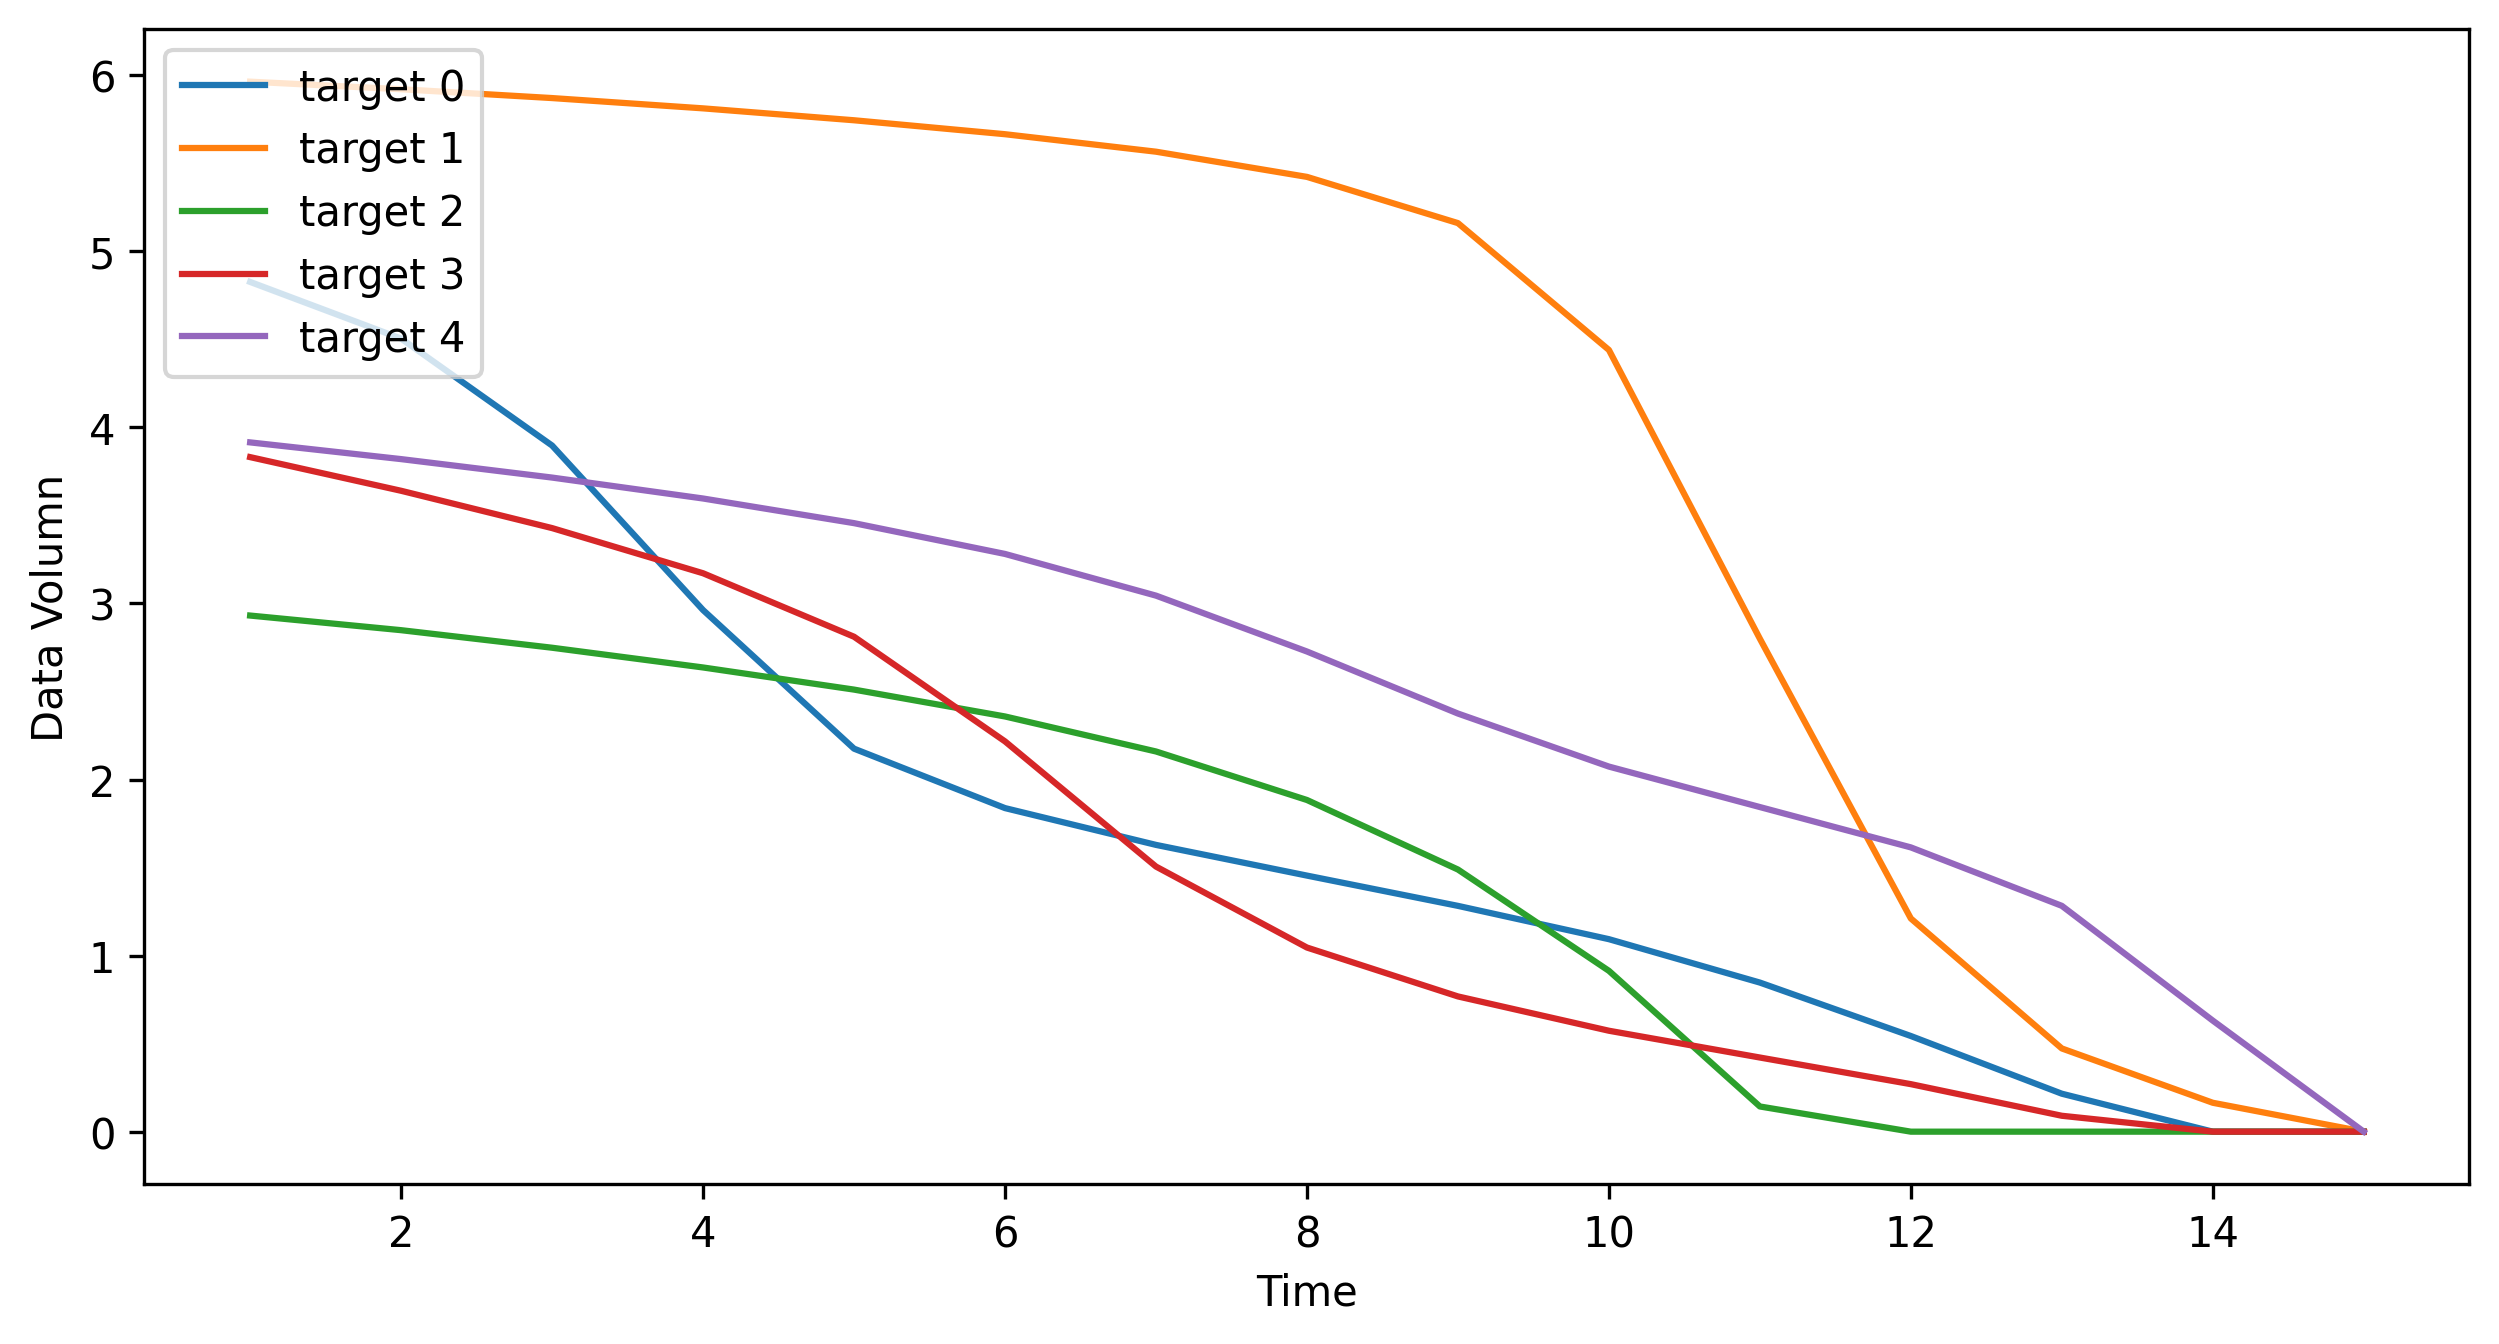 6
5
4
3
2
1
0
Data Volumn
target 0
target 1
target 2
target 3
target 4
2 4 6 8 10 12 14
Time